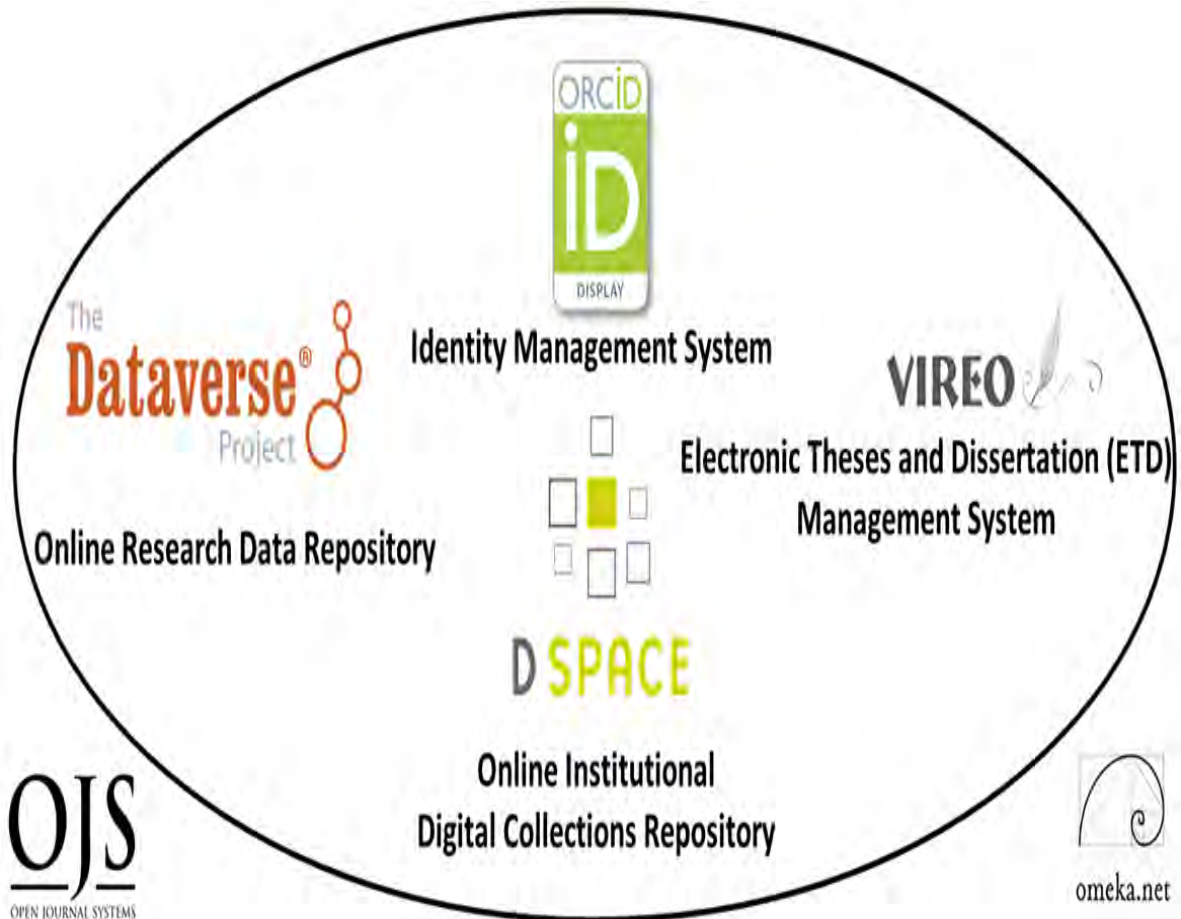 ORCiD
iD
DISPLAY
Identity Management System
The
Dataverse®
Project
Online Research Data Repository
VIREO
Electronic Theses and Dissertation (ETD)
Management System
D SPACE
Online Institutional
Digital Collections Repository
OJS
OPEN JOURNAL SYSTEMS
omeka.net